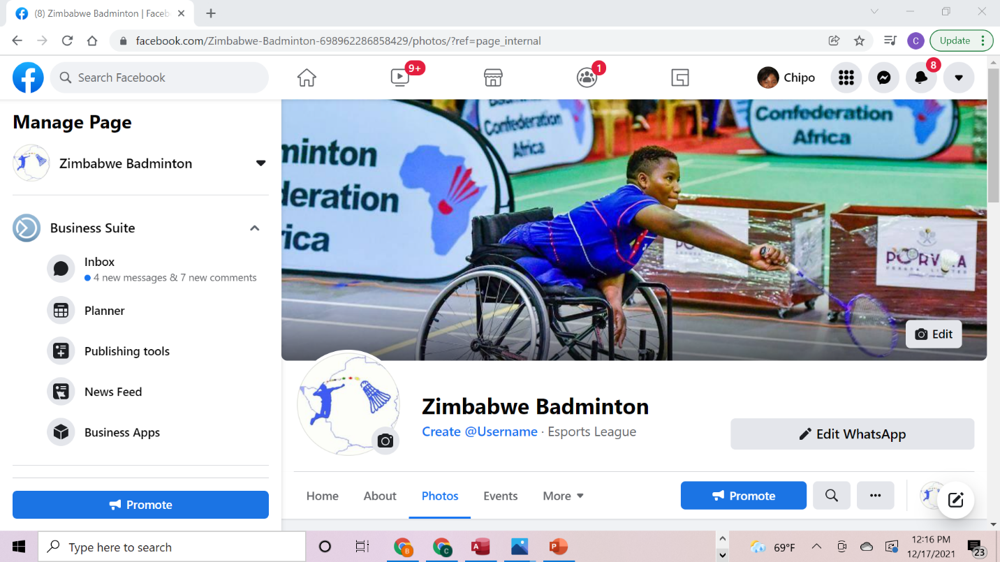 (8) Zimbabwe Badminton | Faceb
facebook.com/Zimbabwe-Badminton-698962286858429/photos/?ref=page_internal
C
Update
Search Facebook
9+
1
Chipo
8
Manage Page
Zimbabwe Badminton
Business Suite
Inbox
4 new messages & 7 new comments
Planner
Publishing tools
News Feed
Business Apps
Promote
minton
deration
rica
Confederation
Africa
Confederation
Africa
Edit
Zimbabwe Badminton
Create @Username · Esports League
Edit WhatsApp
Home
About
Photos
Events
More
Promote
Type here to search
B
C
A
P
69°F
12:16 PM
12/17/2021
23